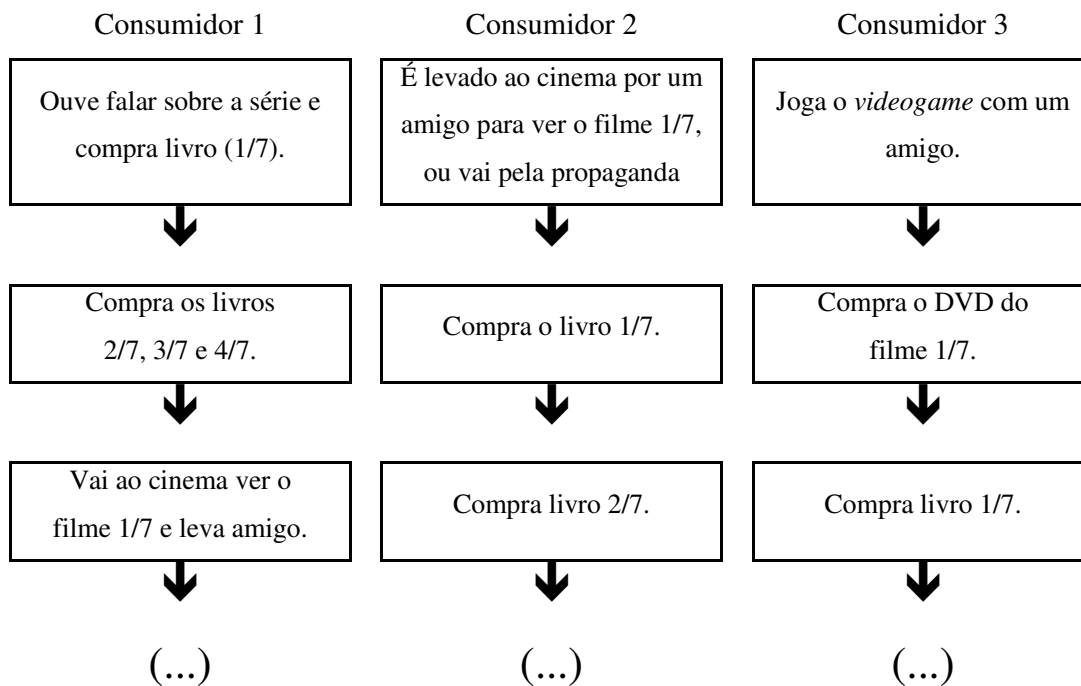 Consumidor 1
Ouve falar sobre a série e
compra livro (1/7).
Compra os livros
2/7, 3/7 e 4/7.
Vai ao cinema ver o
filme 1/7 e leva amigo.
(...)
Consumidor 2
É levado ao cinema por um
amigo para ver o filme 1/7,
ou vai pela propaganda
Compra o livro 1/7.
Compra livro 2/7.
(...)
Consumidor 3
Joga o videogame com um
amigo.
Compra o DVD do
filme 1/7.
Compra livro 1/7.
(...)